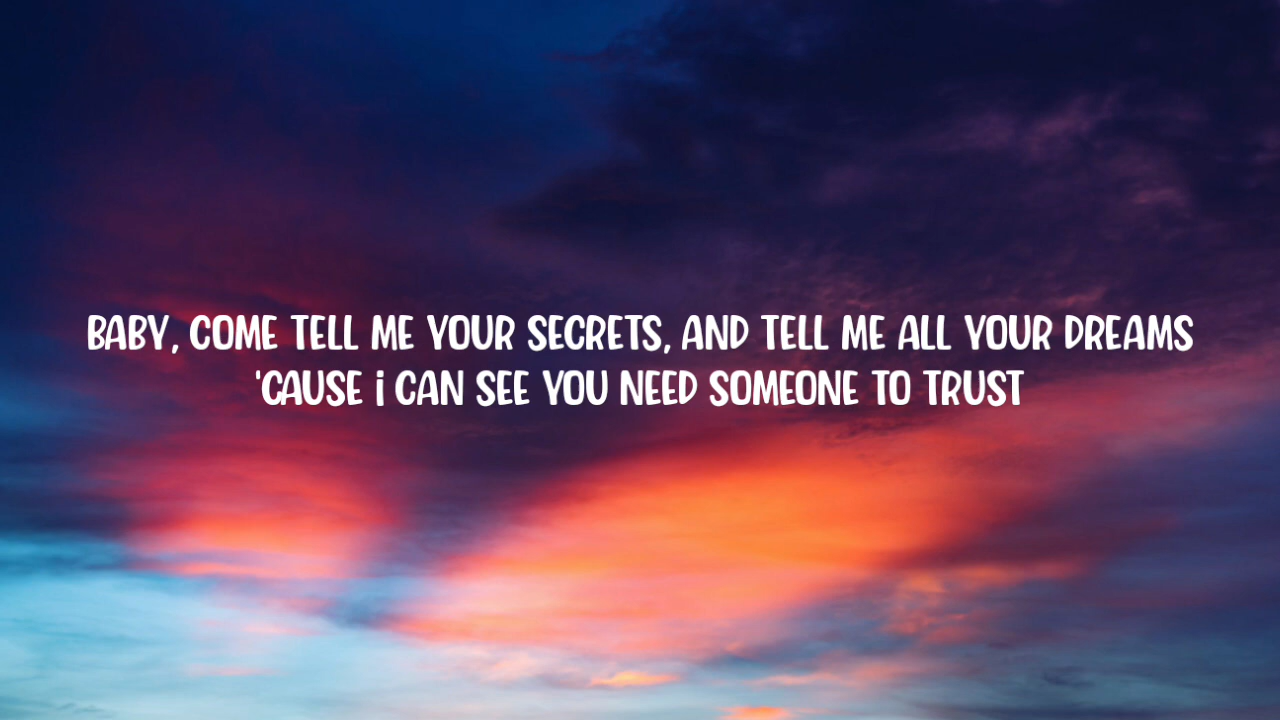 BABY, COME TELL ME YOUR SECRETS, AND TELL ME ALL YOUR DREAMS
'CAUSE i CAN SEE YOU NEED SOMEONE TO TRUST